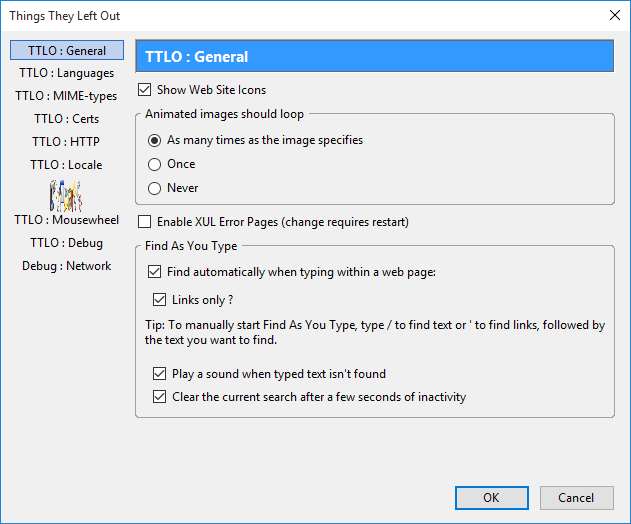 Things They Left Out
TTLO : General
TTLO : Languages
TTLO : MIME-types
TTLO : Certs
TTLO : HTTP
TTLO : Locale
TTLO : Mousewheel
TTLO : Debug
Debug : Network
TTLO : General
Show Web Site Icons
Animated images should loop
As many times as the image specifies
Once
Never
Enable XUL Error Pages (change requires restart)
Find As You Type
Find automatically when typing within a web page:
Links only ?
Tip: To manually start Find As You Type, type / to find text or ' to find links, followed by
the text you want to find.
Play a sound when typed text isn't found
Clear the current search after a few seconds of inactivity
OK
Cancel